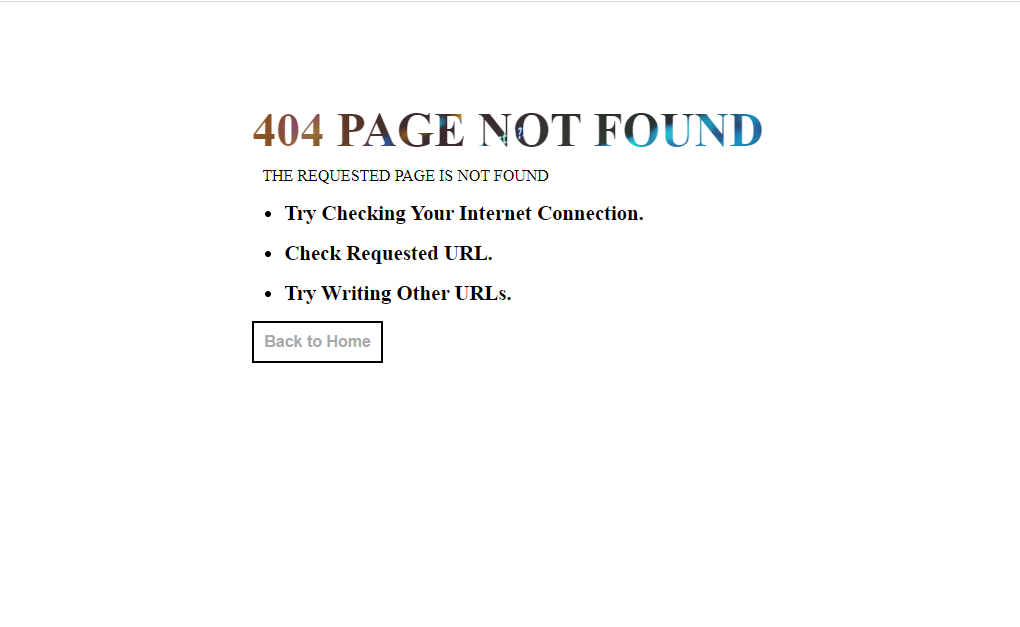 404 PAGE NOT FOUND
THE REQUESTED PAGE IS NOT FOUND
Try Checking Your Internet Connection.
Check Requested URL.
Try Writing Other URLs.
Back to Home